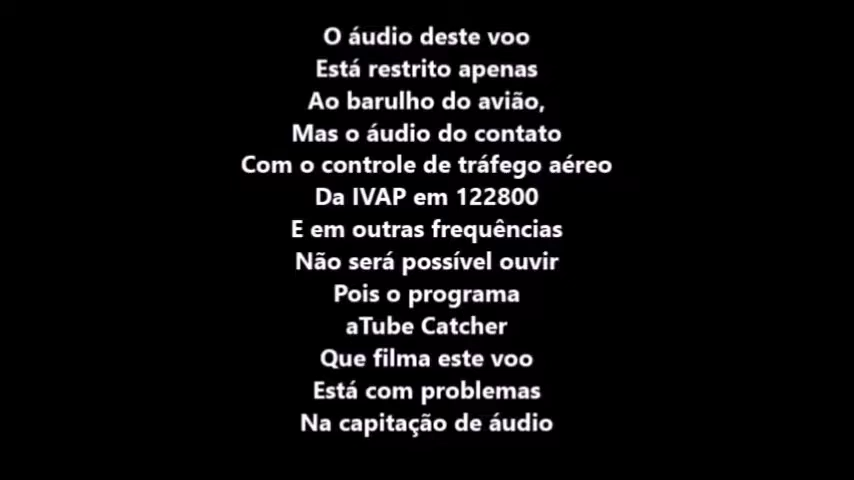 O áudio deste voo
Está restrito apenas
Ao barulho do avião,
Mas o áudio do contato
Com o controle de tráfego aéreo
Da IVAP em 122800
E em outras frequências
Não será possível ouvir
Pois o programa
aTube Catcher
Que filma este voo
Está com problemas
Na capitação de áudio